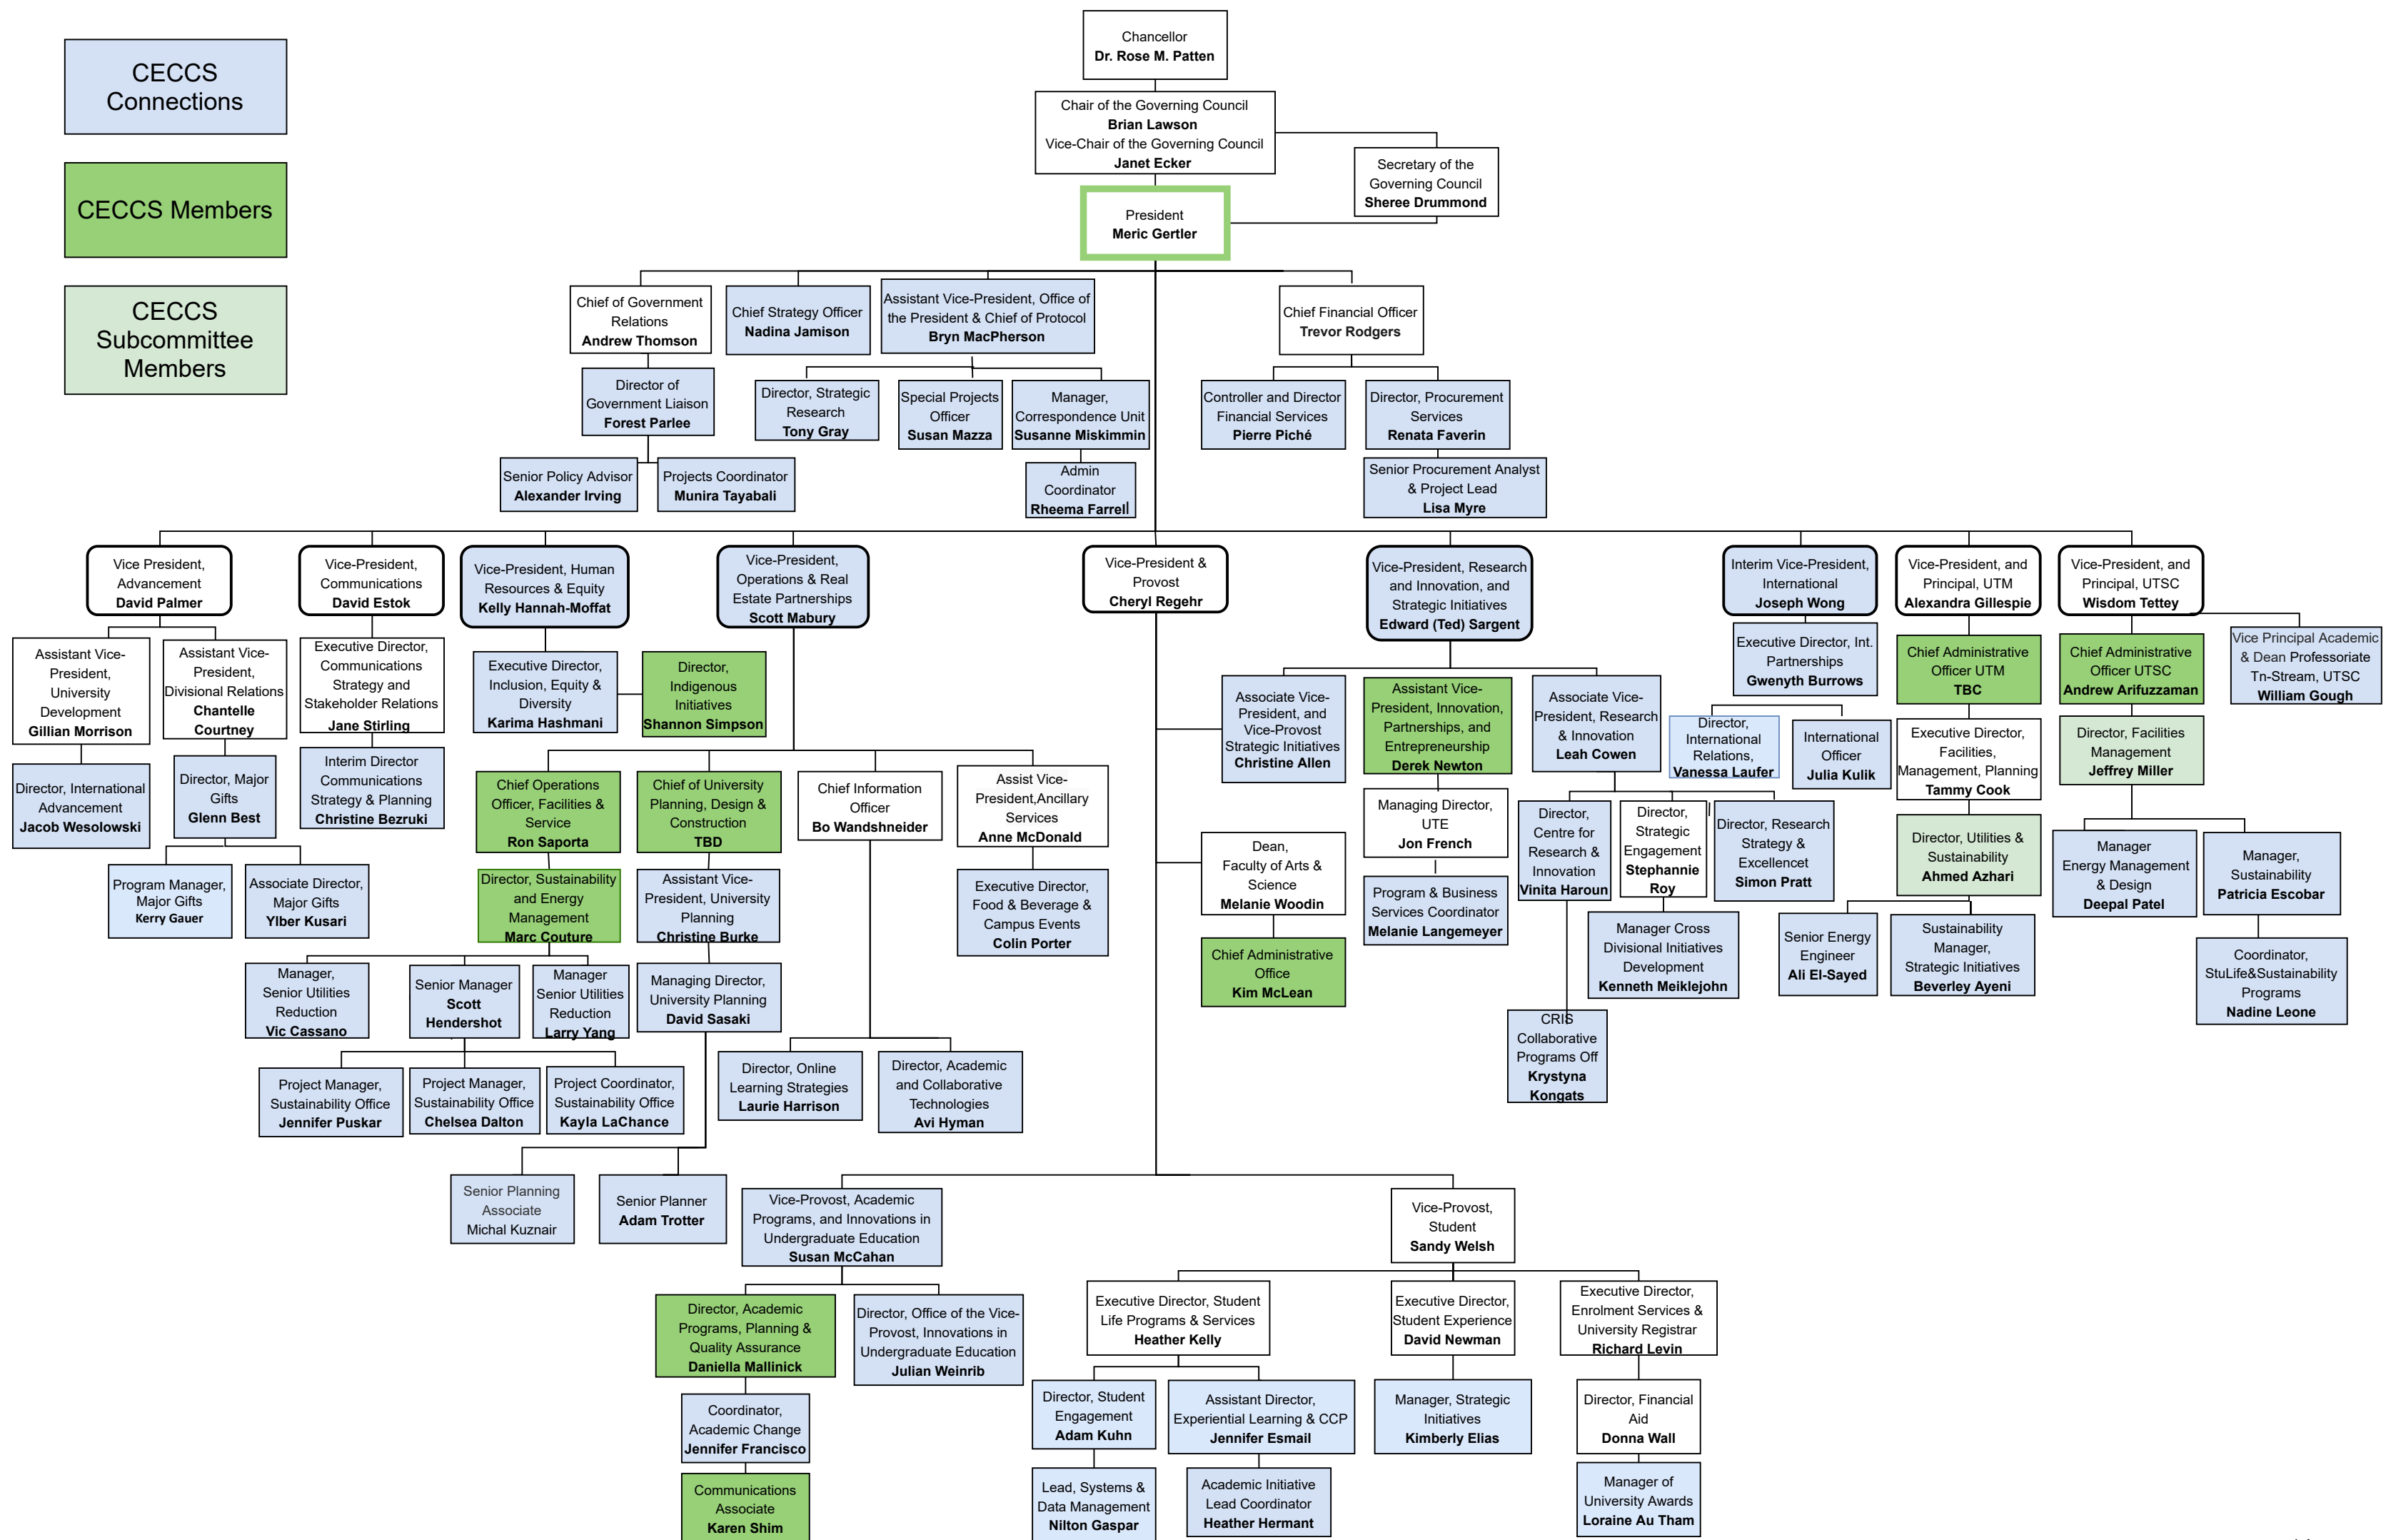 CECCS
Connections
CECCS Members
CECCS
Subcommittee
Members
Chancellor
Dr. Rose M. Patten
Chair of the Governing Council
Brian Lawson
Vice-Chair of the Governing Council
Janet Ecker
Secretary of the
Governing Council
Sheree Drummond
President
Meric Gertler
Chief of Government
Relations
Andrew Thomson
Chief Strategy Officer
Nadina Jamison
Assistant Vice-President, Office of
the President & Chief of Protocol
Bryn MacPherson
Chief Financial Officer
Trevor Rodgers
Director of
Government Liaison
Forest Parlee
Director, Strategic
Research
Tony Gray
Special Projects
Officer
Susan Mazza
Manager,
Correspondence Unit
Susanne Miskimmin
Controller and Director
Financial Services
Pierre Piché
Director, Procurement
Services
Renata Faverin
Senior Policy Advisor
Alexander Irving
Projects Coordinator
Munira Tayabali
Admin
Coordinator
Rheema Farrell
Senior Procurement Analyst
& Project Lead
Lisa Myre
Vice President,
Advancement
David Palmer
Vice-President,
Communications
David Estok
Vice-President, Human
Resources & Equity
Kelly Hannah-Moffat
Vice-President,
Operations & Real
Estate Partnerships
Scott Mabury
Vice-President &
Provost
Cheryl Regehr
Vice-President, Research
and Innovation, and
Strategic Initiatives
Edward (Ted) Sargent
Interim Vice-President,
International
Joseph Wong
Vice-President, and
Principal, UTM
Alexandra Gillespie
Vice-President, and
Principal, UTSC
Wisdom Tettey
Assistant Vice-
President,
University
Development
Gillian Morrison
Assistant Vice-
President,
Divisional Relations
Chantelle
Courtney
Executive Director,
Communications
Strategy and
Stakeholder Relations
Jane Stirling
Executive Director,
Inclusion, Equity &
Diversity
Karima Hashmani
Director,
Indigenous
Initiatives
Shannon Simpson
Associate Vice-
President, and
Vice-Provost
Strategic Initiatives
Christine Allen
Assistant Vice-
President, Innovation,
Partnerships, and
Entrepreneurship
Derek Newton
Associate Vice-
President, Research
& Innovation
Leah Cowen
Executive Director, Int.
Partnerships
Gwenyth Burrows
Chief Administrative
Officer UTM
TBC
Chief Administrative
Officer UTSC
Andrew Arifuzzaman
Vice Principal Academic
& Dean Professoriate
Tn-Stream, UTSC
William Gough
Director,
International
Relations,
Vanessa Laufer
International
Officer
Julia Kulik
Executive Director,
Facilities,
Management, Planning
Tammy Cook
Director, Facilities
Management
Jeffrey Miller
Director, International
Advancement
Jacob Wesolowski
Director, Major
Gifts
Glenn Best
Interim Director
Communications
Strategy & Planning
Christine Bezruki
Chief Operations
Officer, Facilities &
Service
Ron Saporta
Chief of University
Planning, Design &
Construction
TBD
Chief Information
Officer
Bo Wandshneider
Assist Vice-
President,Ancillary
Services
Anne McDonald
Managing Director,
UTE
Jon French
Director,
Centre for
Research &
Innovation
Vinita Haroun
Director,
Strategic
Engagement
Stephannie
Roy
Director, Research
Strategy &
Excellencet
Simon Pratt
Director, Utilities &
Sustainability
Ahmed Azhari
Manager
Energy Management
& Design
Deepal Patel
Manager,
Sustainability
Patricia Escobar
Dean,
Faculty of Arts &
Science
Melanie Woodin
Program Manager,
Major Gifts
Kerry Gauer
Associate Director,
Major Gifts
Ylber Kusari
Director, Sustainability
and Energy
Management
Marc Couture
Assistant Vice-
President, University
Planning
Christine Burke
Executive Director,
Food & Beverage &
Campus Events
Colin Porter
Program & Business
Services Coordinator
Melanie Langemeyer
Chief Administrative
Office
Kim McLean
Manager Cross
Divisional Initiatives
Development
Kenneth Meiklejohn
Senior Energy
Engineer
Ali El-Sayed
Sustainability
Manager,
Strategic Initiatives
Beverley Ayeni
Coordinator,
StuLife&Sustainability
Programs
Nadine Leone
Manager,
Senior Utilities
Reduction
Vic Cassano
Senior Manager
Scott
Hendershot
Manager
Senior Utilities
Reduction
Larry Yang
Managing Director,
University Planning
David Sasaki
CRIS
Collaborative
Programs Off
Krystyna
Kongats
Project Manager,
Sustainability Office
Jennifer Puskar
Project Manager,
Sustainability Office
Chelsea Dalton
Project Coordinator,
Sustainability Office
Kayla LaChance
Director, Online
Learning Strategies
Laurie Harrison
Director, Academic
and Collaborative
Technologies
Avi Hyman
Senior Planning
Associate
Michal Kuznair
Senior Planner
Adam Trotter
Vice-Provost, Academic
Programs, and Innovations in
Undergraduate Education
Susan McCahan
Vice-Provost,
Student
Sandy Welsh
Director, Academic
Programs, Planning &
Quality Assurance
Daniella Mallinick
Director, Office of the Vice-
Provost, Innovations in
Undergraduate Education
Julian Weinrib
Executive Director, Student
Life Programs & Services
Heather Kelly
Executive Director,
Student Experience
David Newman
Executive Director,
Enrolment Services &
University Registrar
Richard Levin
Coordinator,
Academic Change
Jennifer Francisco
Director, Student
Engagement
Adam Kuhn
Assistant Director,
Experiential Learning & CCP
Jennifer Esmail
Manager, Strategic
Initiatives
Kimberly Elias
Director, Financial
Aid
Donna Wall
Communications
Associate
Karen Shim
Lead, Systems &
Data Management
Nilton Gaspar
Academic Initiative
Lead Coordinator
Heather Hermant
Manager of
University Awards
Loraine Au Tham